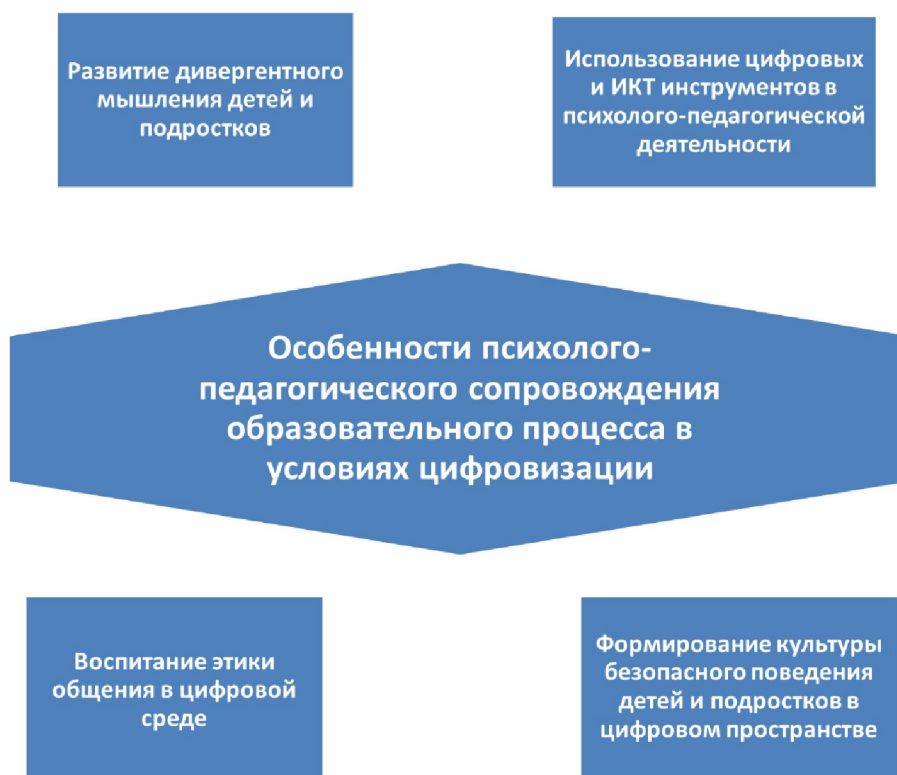 Развитие дивергентного
мышления детей и
подростков
Использование цифровых
и ИКТ инструментов в
психолого-педагогической
деятельности
Особенности психолого-
педагогического сопровождения
образовательного процесса в
условиях цифровизации
Воспитание этики
общения в цифровой
среде
Формирование культуры
безопасного поведения
детей и подростков в
цифровом пространстве